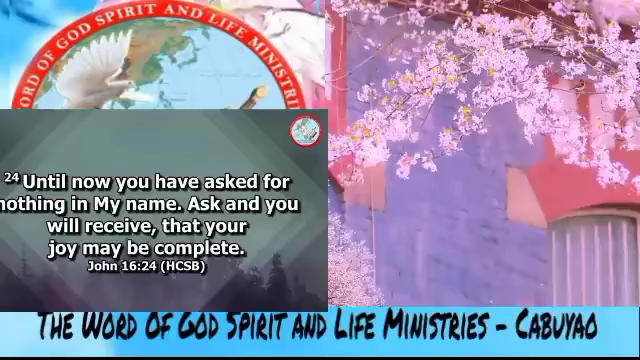 WORD OF GOD SPIRIT AND LIFE MINISTRIES
24 Until now you have asked for
nothing in My name. Ask and you
will receive, that your
joy may be complete.
John 16:24 (HCSB)
THE WORD OF GOD SPIRIT AND LIFE MINISTRIES - CABUYAO